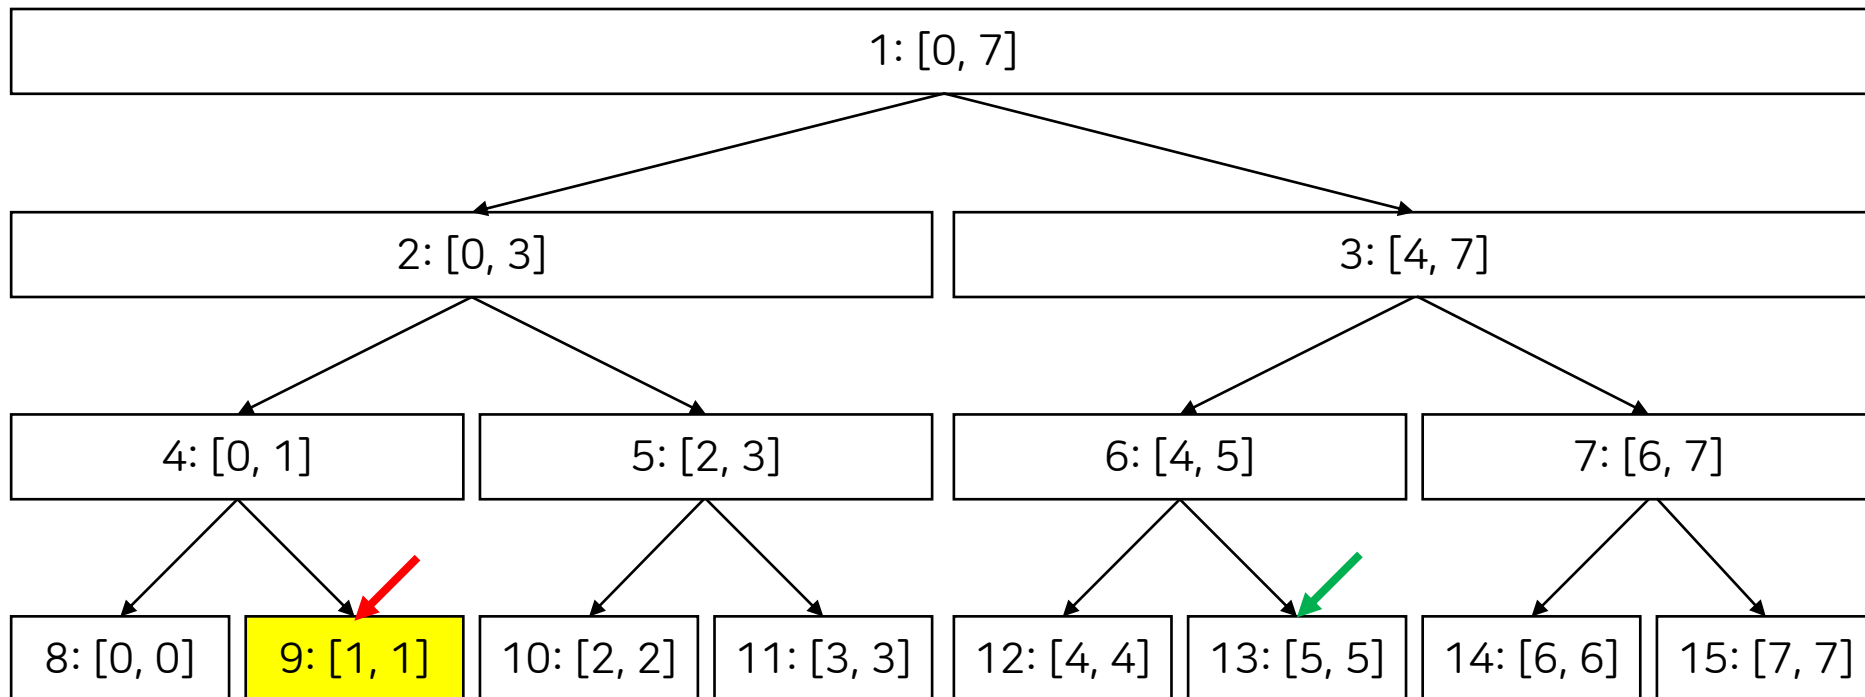 1: [0, 7]
2: [0, 3]
3: [4, 7]
4: [0, 1]
5: [2, 3]
6: [4, 5]
7: [6, 7]
8: [0, 0]
9: [1, 1]
10: [2, 2]
11: [3, 3]
12: [4, 4]
13: [5, 5]
14: [6, 6]
15: [7, 7]